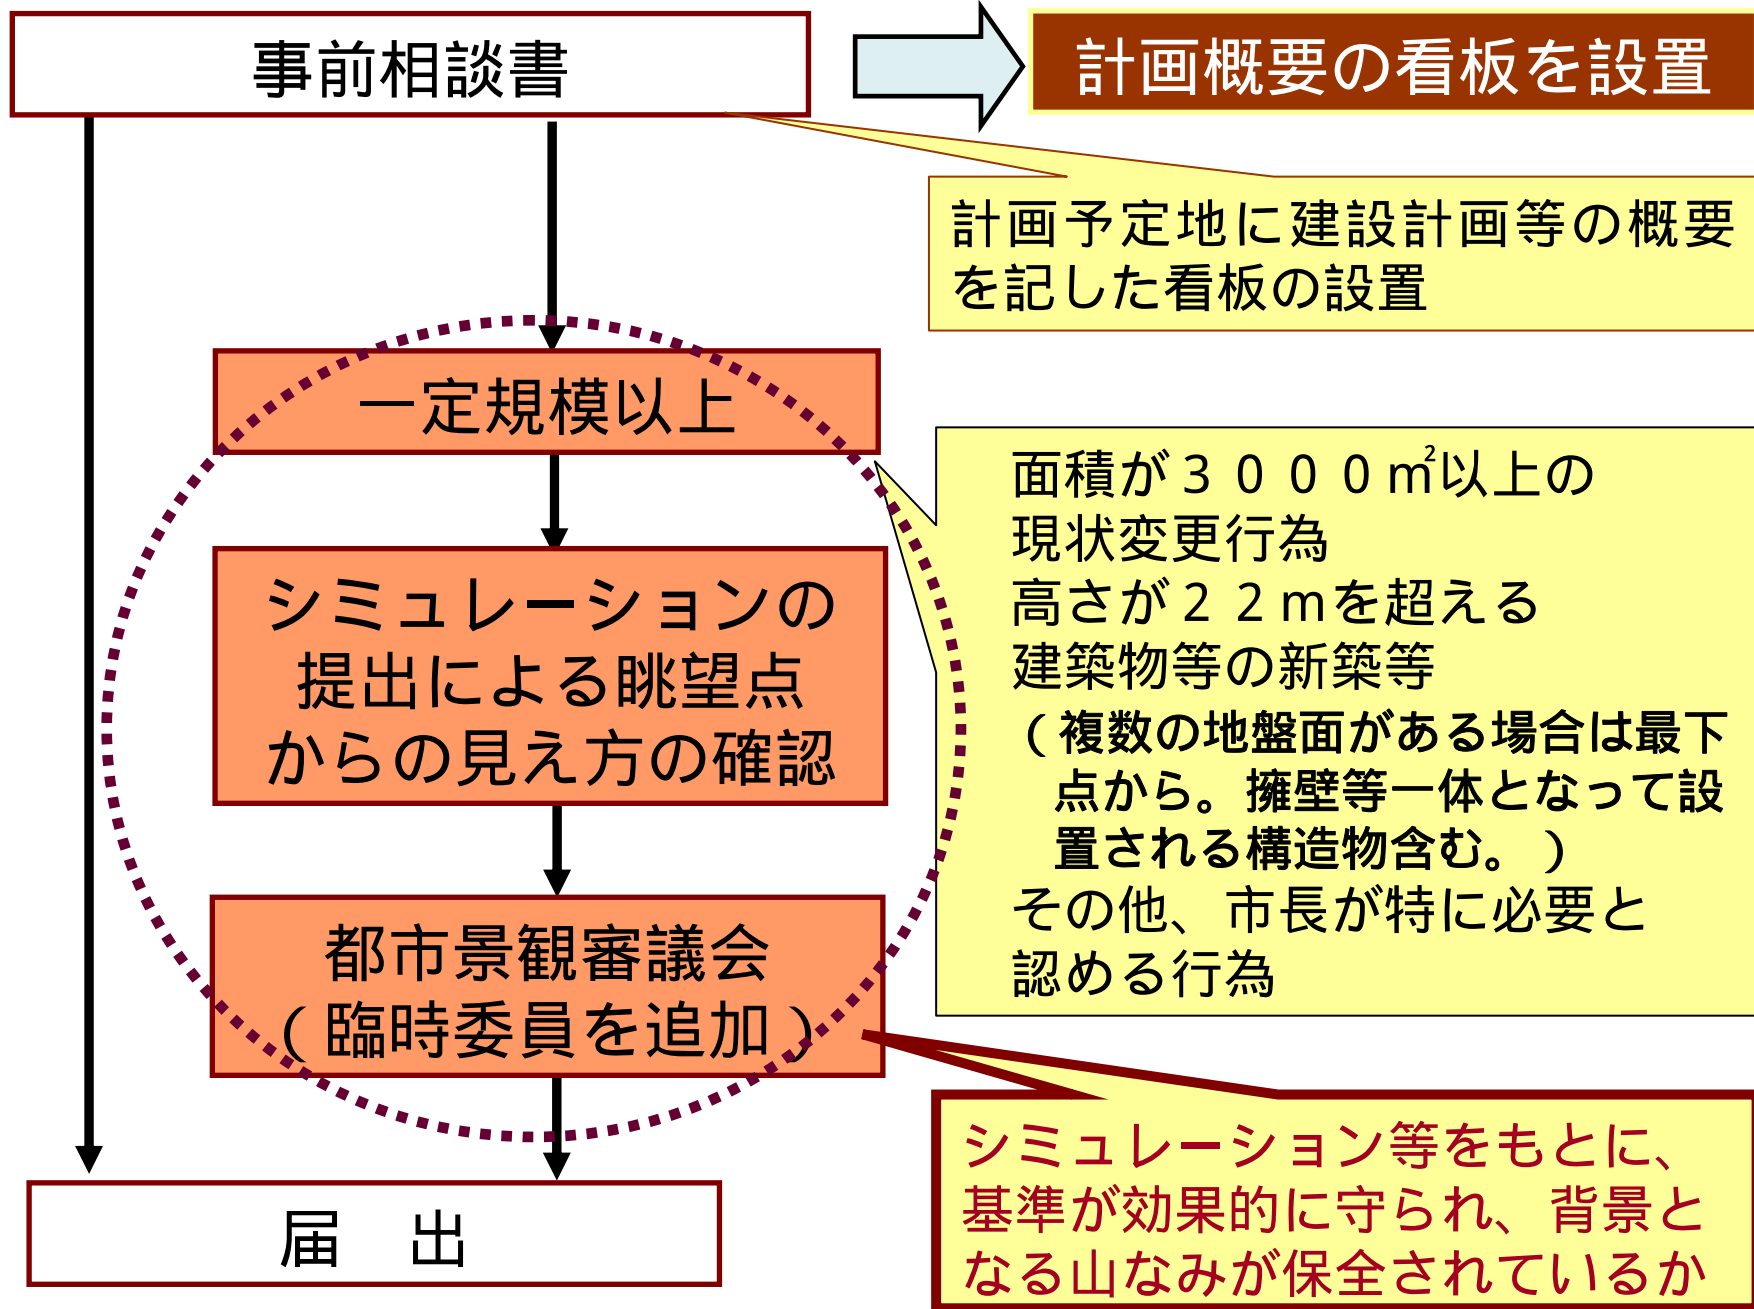 事前相談書
計画概要の看板を設置
計画予定地に建設計画等の概要
を記した看板の設置
一定規模以上
面積が３０００㎡以上の
現状変更行為
高さが２２ｍを超える
建築物等の新築等
（複数の地盤面がある場合は最下
点から。擁壁等一体となって設
置される構造物含む。）
その他、市長が特に必要と
認める行為
シミュレーションの
提出による眺望点
からの見え方の確認
都市景観審議会
（臨時委員を追加）
シミュレーション等をもとに、
基準が効果的に守られ、背景と
なる山なみが保全されているか
届　出